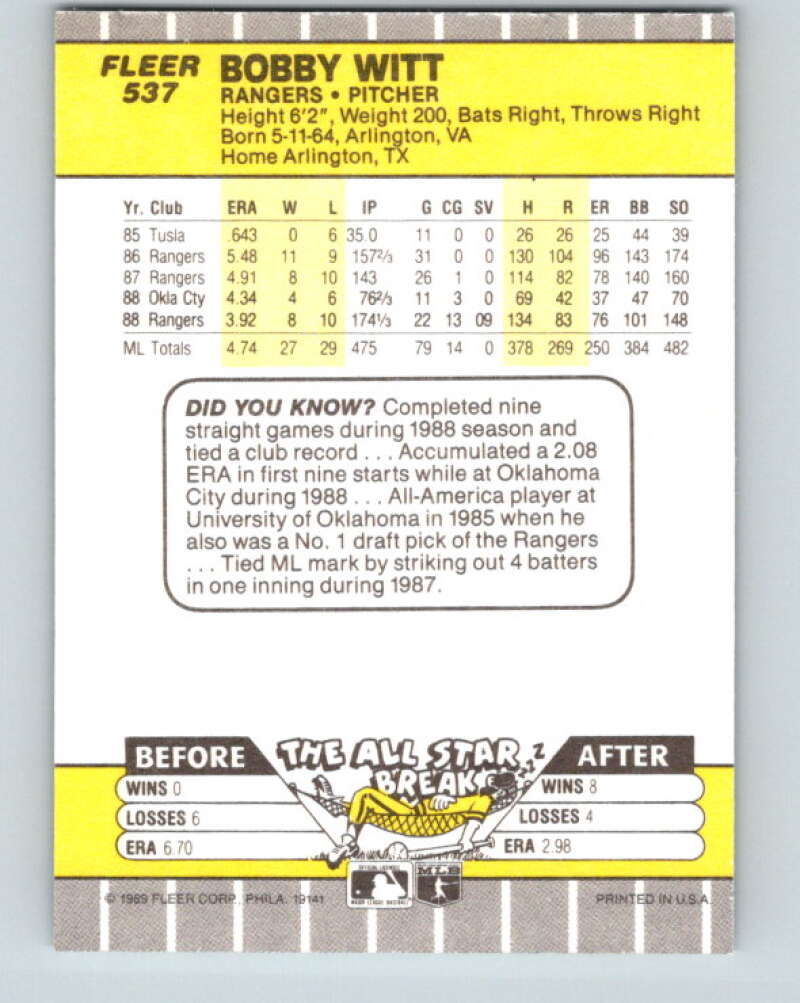 FLEER 537
BOBBY WITT
RANGERS • PITCHER
Height 6'2", Weight 200, Bats Right, Throws Right
Born 5-11-64, Arlington, VA
Home Arlington, TX
Yr. Club ERA W L IP G CG SV H R ER BB SO
85 Tusla .643 0 6 35.0 11 0 0 26 26 25 44 39
86 Rangers 5.48 11 9 157⅔ 31 0 0 130 104 96 143 174
87 Rangers 4.91 8 10 143 26 1 0 114 82 78 140 160
88 Okla Cty 4.34 4 6 76⅔ 11 3 0 69 42 37 47 70
88 Rangers 3.92 8 10 174⅓ 22 13 09 134 83 76 101 148
ML Totals 4.74 27 29 475 79 14 0 378 269 250 384 482
DID YOU KNOW? Completed nine
straight games during 1988 season and
tied a club record . . . Accumulated a 2.08
ERA in first nine starts while at Oklahoma
City during 1988 . . . All-America player at
University of Oklahoma in 1985 when he
also was a No. 1 draft pick of the Rangers
. . . Tied ML mark by striking out 4 batters
in one inning during 1987.
THE ALL STAR
BREAK
ZZZZ
BEFORE
WINS 0
LOSSES 6
ERA 6.70
AFTER
WINS 8
LOSSES 4
ERA 2.98
OFFICIAL LICENSEE
MAJOR LEAGUE BASEBALL
MLB
© 1989 FLEER CORP., PHILA. 19141
PRINTED IN U.S.A.